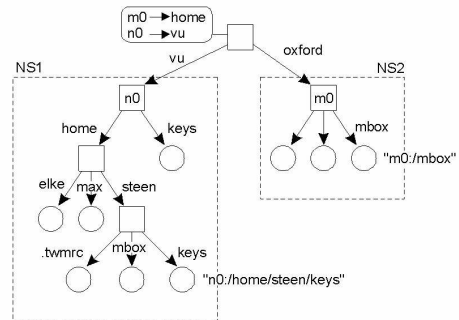 m0 → home
n0 → vu
oxford
vu
NS1
NS2
n0
m0
home
keys
mbox
"m0:/mbox"
elke
max
steen
.twmrc
mbox
keys
"n0:/home/steen/keys"